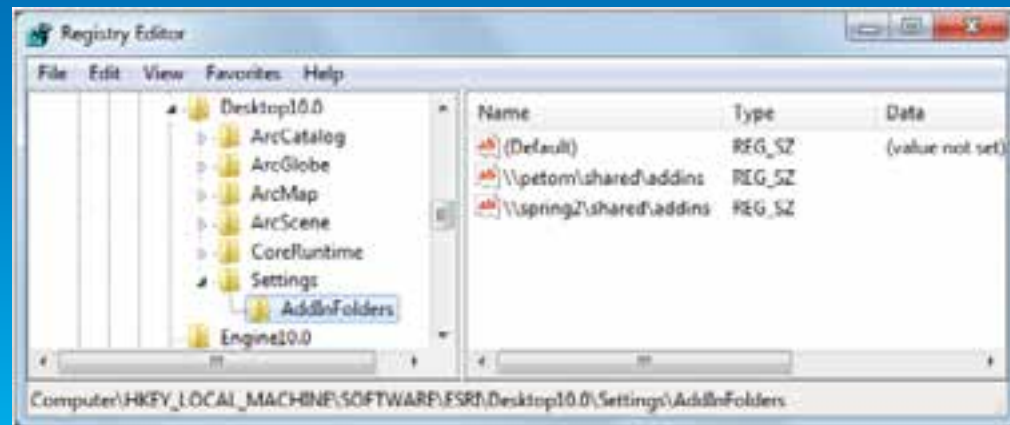 Registry Editor
File Edit View Favorites Help
Desktop10.0
ArcCatalog
ArcGlobe
ArcMap
ArcScene
CoreRuntime
Settings
AddInFolders
Engine10.0
Name Type Data
(Default) REG_SZ (value not set)
\\petom\shared\addins REG_SZ
\\spring2\shared\addins REG_SZ
Computer\HKEY_LOCAL_MACHINE\SOFTWARE\ESRI\Desktop10.0\Settings\AddInFolders